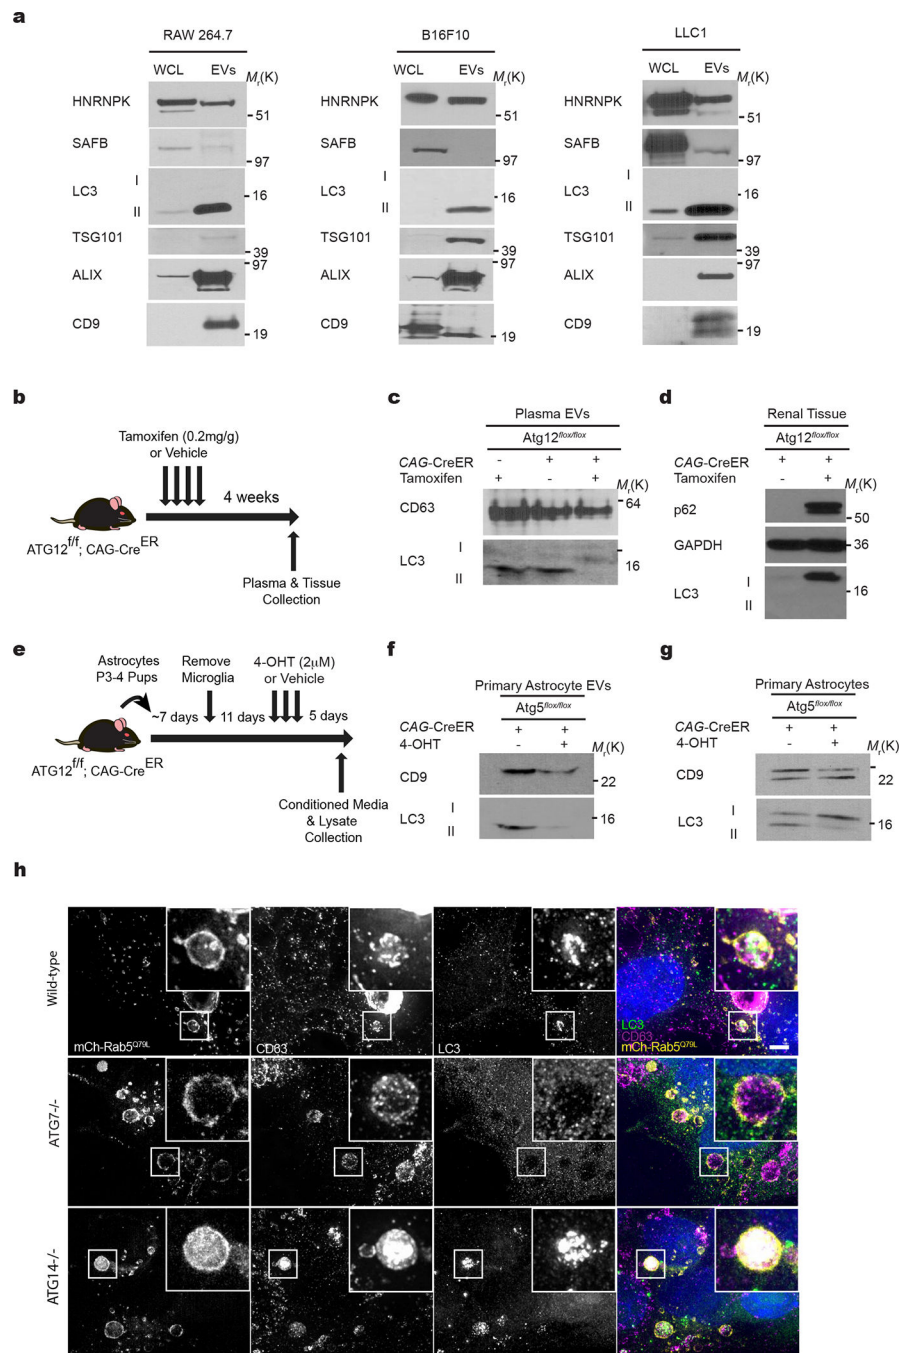 a
RAW 264.7
B16F10
LLC1
WCL EVs Mr(K)
WCL EVs Mr(K)
WCL EVs Mr(K)
HNRNPK 51
SAFB 97
LC3 I II 16
TSG101 39
ALIX 97
CD9 19
HNRNPK 51
SAFB 97
LC3 I II 16
TSG101 39
ALIX 97
CD9 19
HNRNPK 51
SAFB 97
LC3 I II 16
TSG101 39
ALIX 97
CD9 19
b
Tamoxifen (0.2mg/g)
or Vehicle
4 weeks
ATG12f/f; CAG-CreER
Plasma & Tissue
Collection
c
Plasma EVs
Atg12flox/flox
CAG-CreER - + +
Tamoxifen + - + Mr(K)
CD63 64
LC3 I II 16
d
Renal Tissue
Atg12flox/flox
CAG-CreER + +
Tamoxifen - + Mr(K)
p62 50
GAPDH 36
LC3 I II 16
e
Astrocytes
P3-4 Pups
Remove
Microglia
4-OHT (2μM)
or Vehicle
~7 days 11 days 5 days
ATG12f/f; CAG-CreER
Conditioned Media
& Lysate
Collection
f
Primary Astrocyte EVs
Atg5flox/flox
CAG-CreER + +
4-OHT - + Mr(K)
CD9 22
LC3 I II 16
g
Primary Astrocytes
Atg5flox/flox
CAG-CreER + +
4-OHT - + Mr(K)
CD9 22
LC3 I II 16
h
Wild-type
mCh-Rab5Q79L
CD63
LC3
LC3
CD63
mCh-Rab5Q79L
ATG7-/-
ATG14-/-